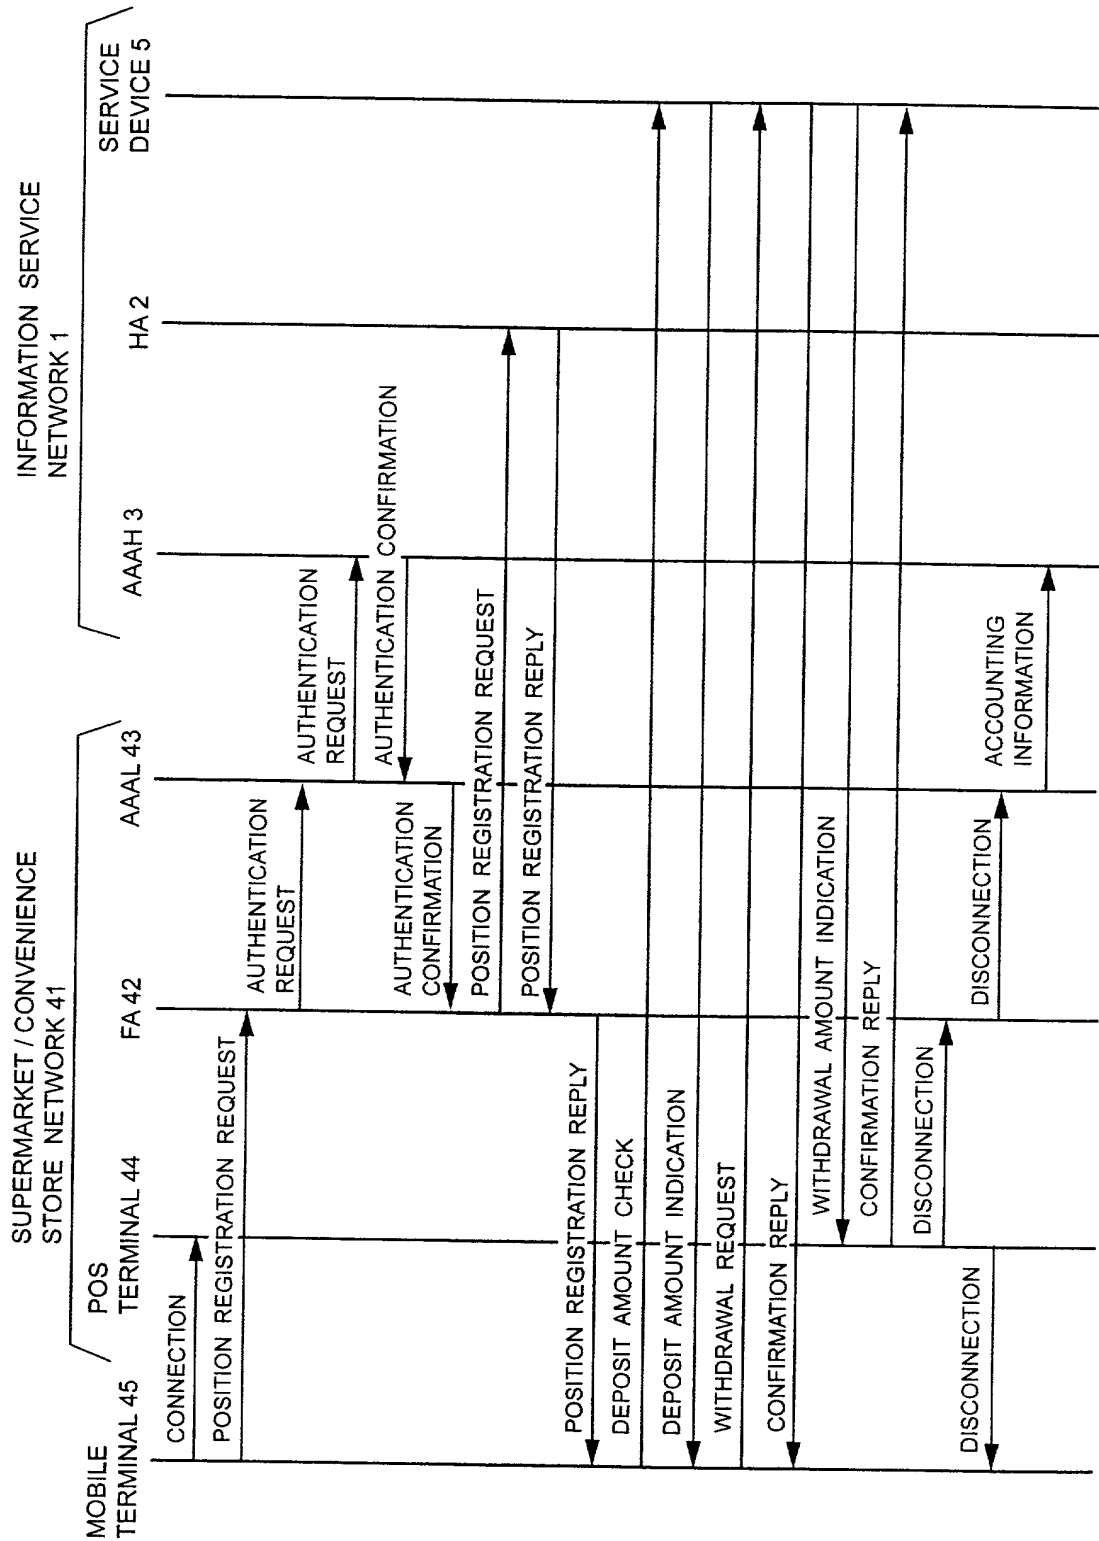 SUPERMARKET / CONVENIENCE
STORE NETWORK 41
INFORMATION SERVICE
NETWORK 1
MOBILE
TERMINAL 45
POS
TERMINAL 44
FA 42
AAAL 43
AAAH 3
HA 2
SERVICE
DEVICE 5
CONNECTION
POSITION REGISTRATION REQUEST
AUTHENTICATION
REQUEST
AUTHENTICATION
REQUEST
AUTHENTICATION CONFIRMATION
AUTHENTICATION
CONFIRMATION
POSITION REGISTRATION REQUEST
POSITION REGISTRATION REPLY
POSITION REGISTRATION REPLY
DEPOSIT AMOUNT CHECK
DEPOSIT AMOUNT INDICATION
WITHDRAWAL REQUEST
CONFIRMATION REPLY
WITHDRAWAL AMOUNT INDICATION
CONFIRMATION REPLY
DISCONNECTION
DISCONNECTION
DISCONNECTION
ACCOUNTING
INFORMATION